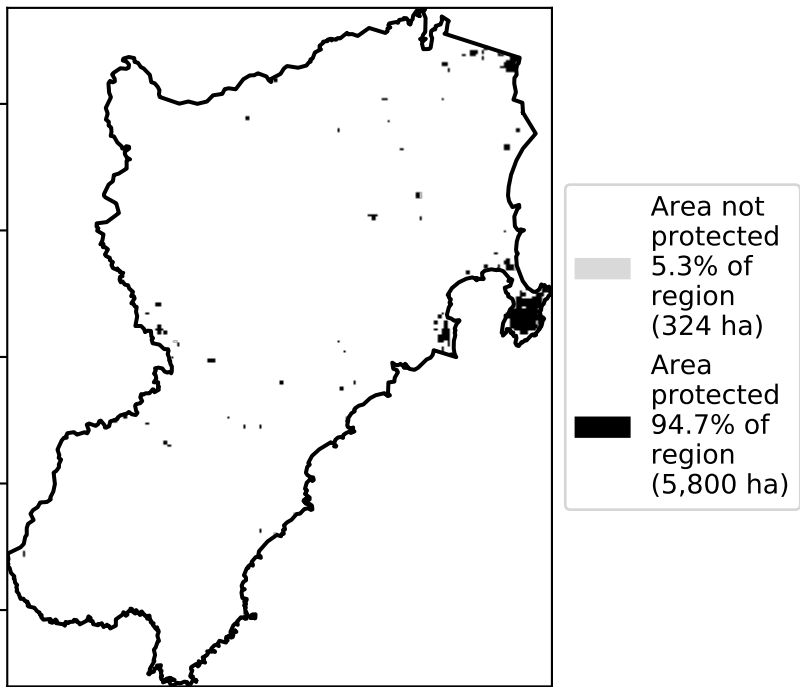 Area not
protected
5.3% of
region
(324 ha)
Area
protected
94.7% of
region
(5,800 ha)